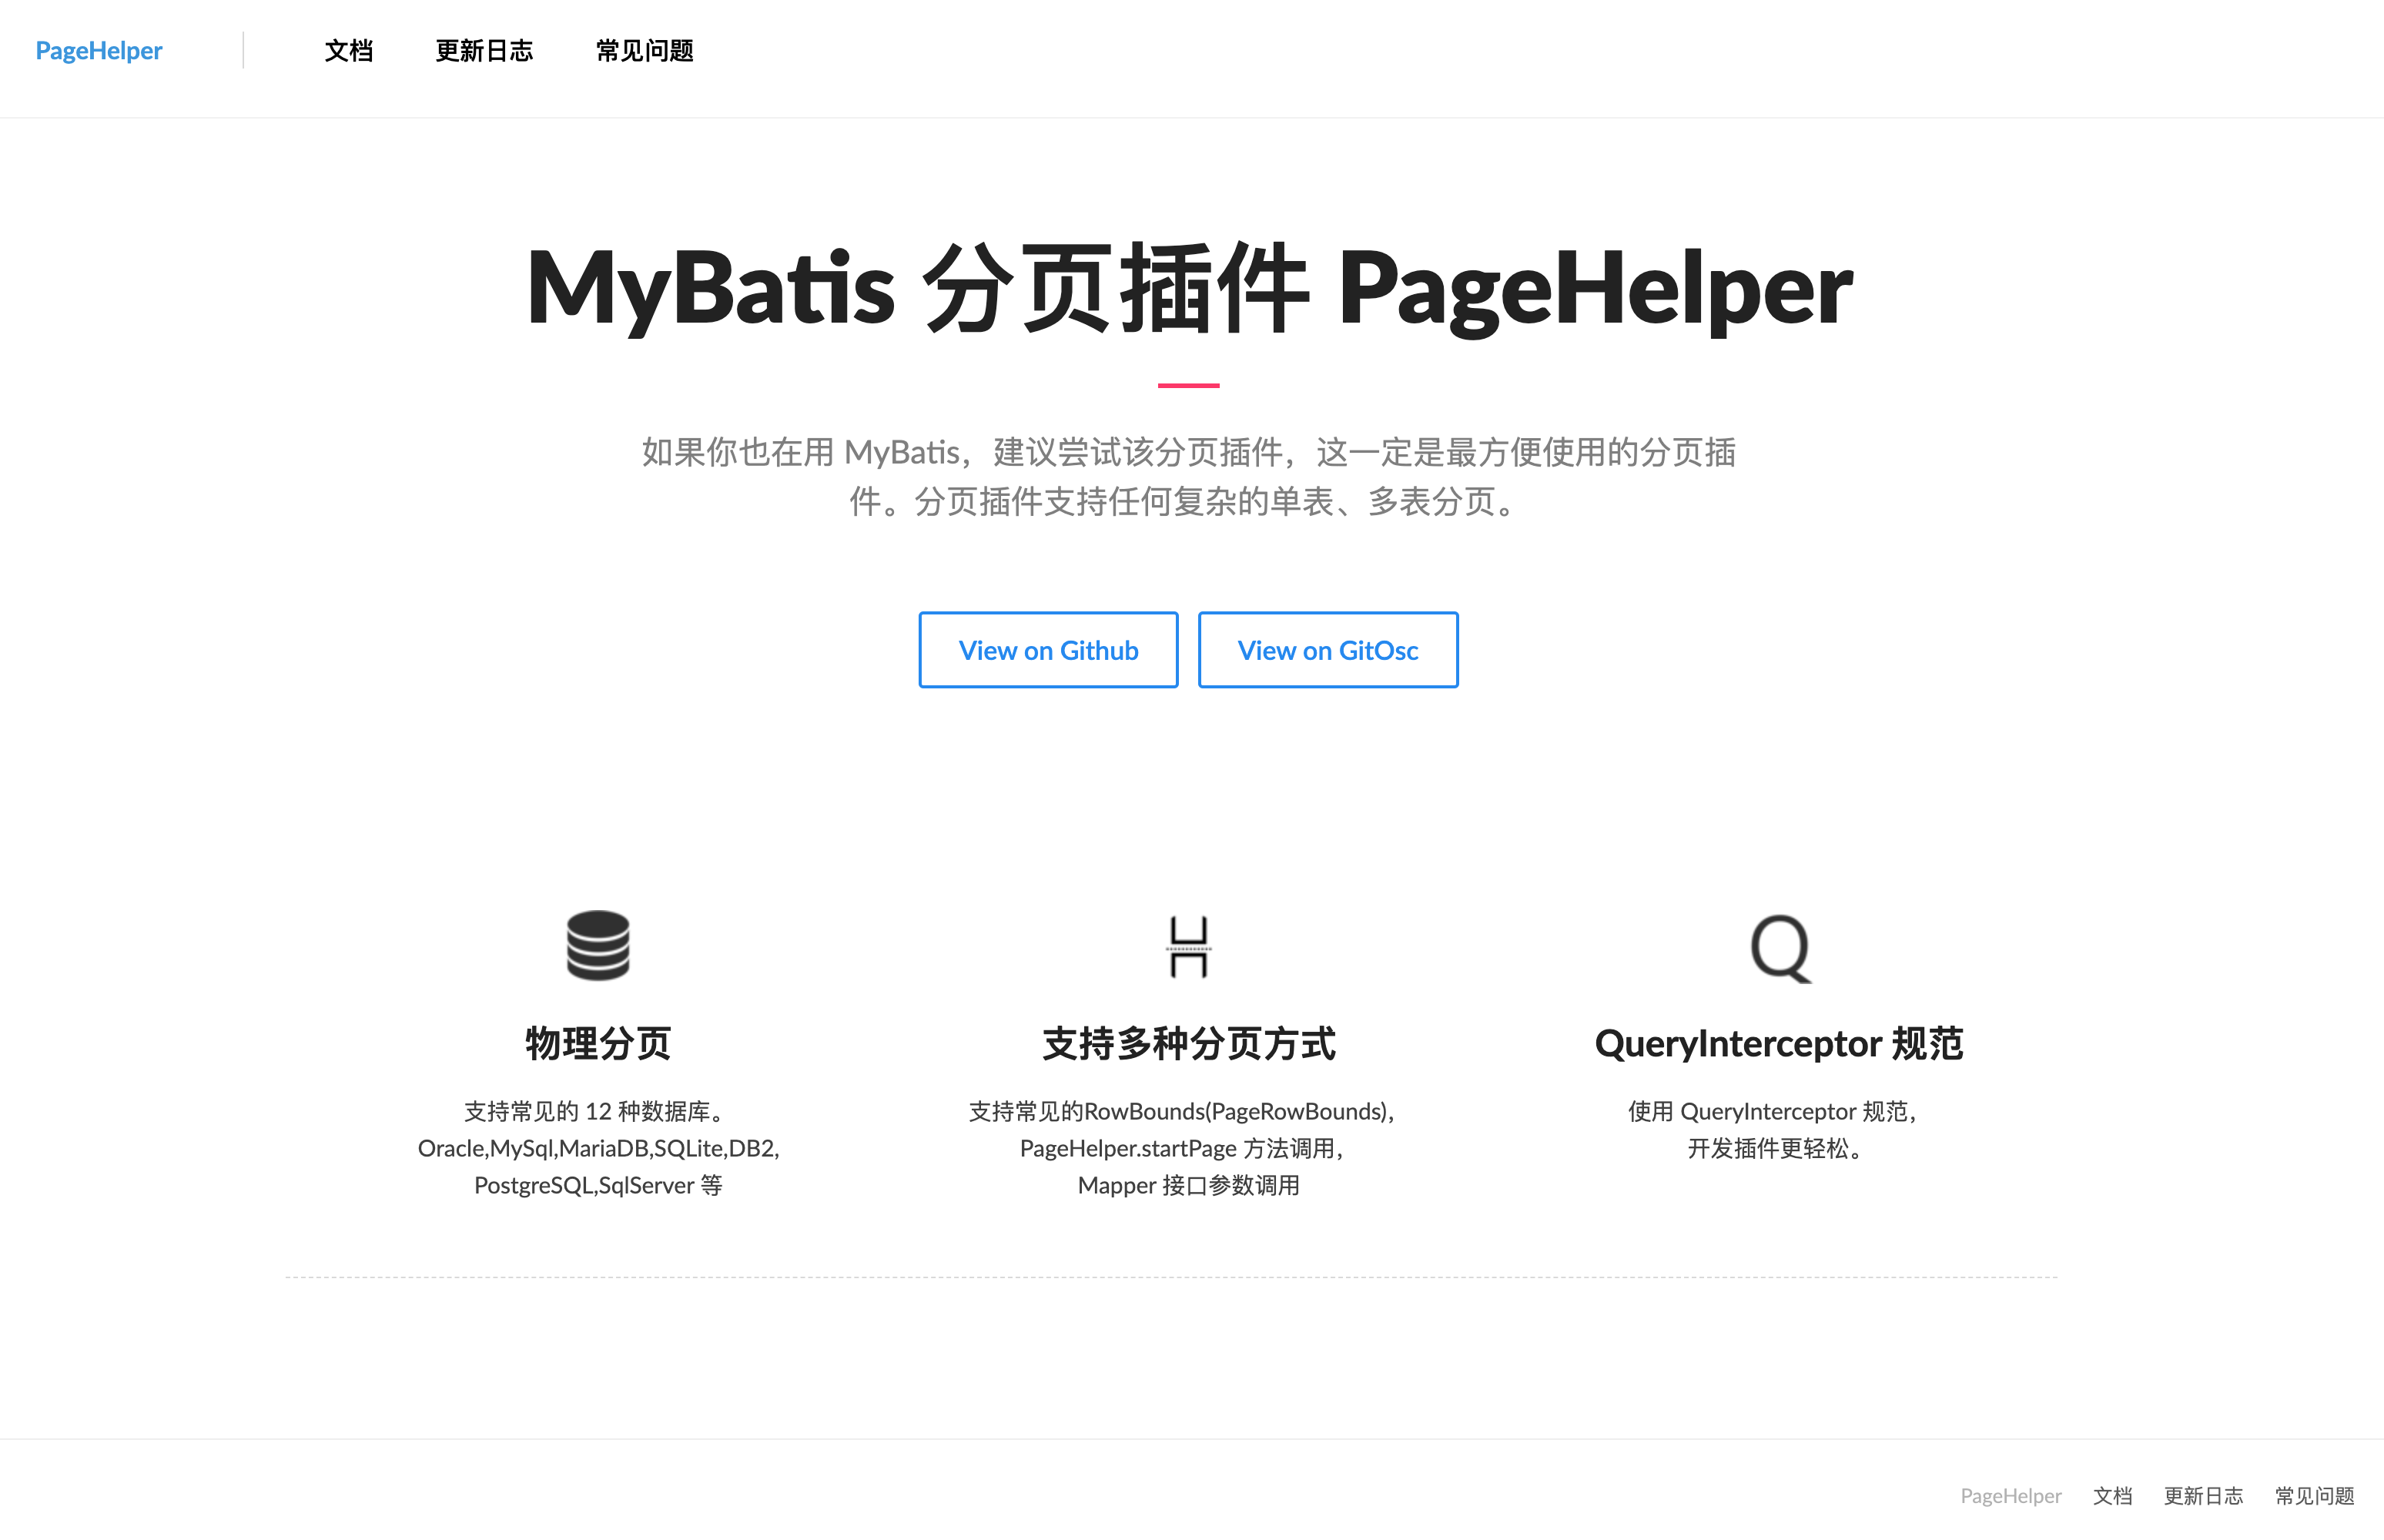 PageHelper
文档
更新日志
常见问题
MyBatis 分页插件 PageHelper
如果你也在用 MyBatis，建议尝试该分页插件，这一定是最方便使用的分页插
件。分页插件支持任何复杂的单表、多表分页。
View on Github
View on GitOsc
物理分页
支持常见的 12 种数据库。
Oracle,MySql,MariaDB,SQLite,DB2,
PostgreSQL,SqlServer 等
支持多种分页方式
支持常见的RowBounds(PageRowBounds)，
PageHelper.startPage 方法调用，
Mapper 接口参数调用
Q
QueryInterceptor 规范
使用 QueryInterceptor 规范，
开发插件更轻松。
PageHelper
文档
更新日志
常见问题